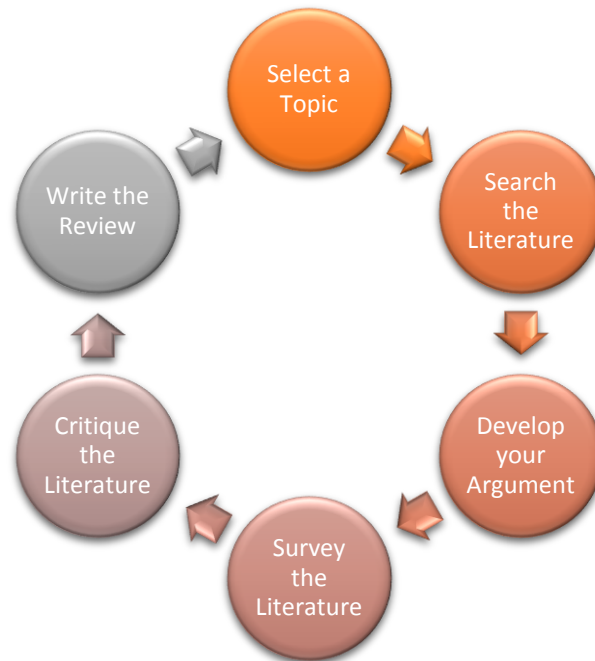 Select a
Topic
Search
the
Literature
Develop
your
Argument
Survey
the
Literature
Critique
the
Literature
Write the
Review